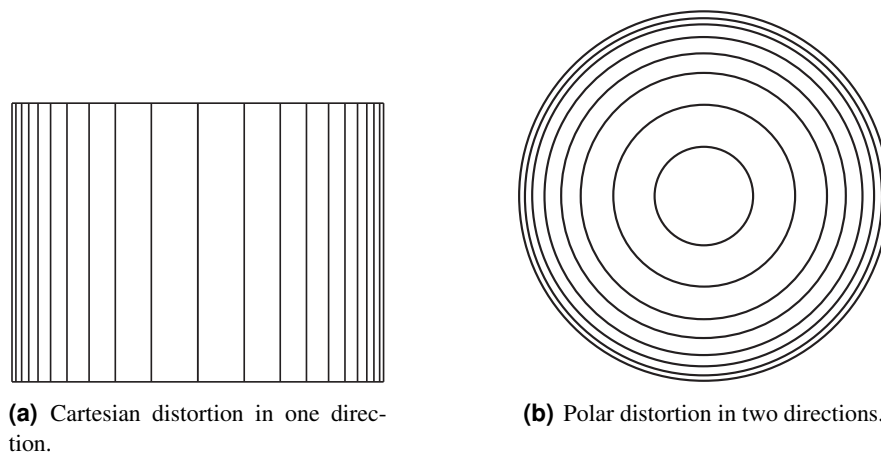 (a) Cartesian distortion in one direc-
tion.
(b) Polar distortion in two directions.